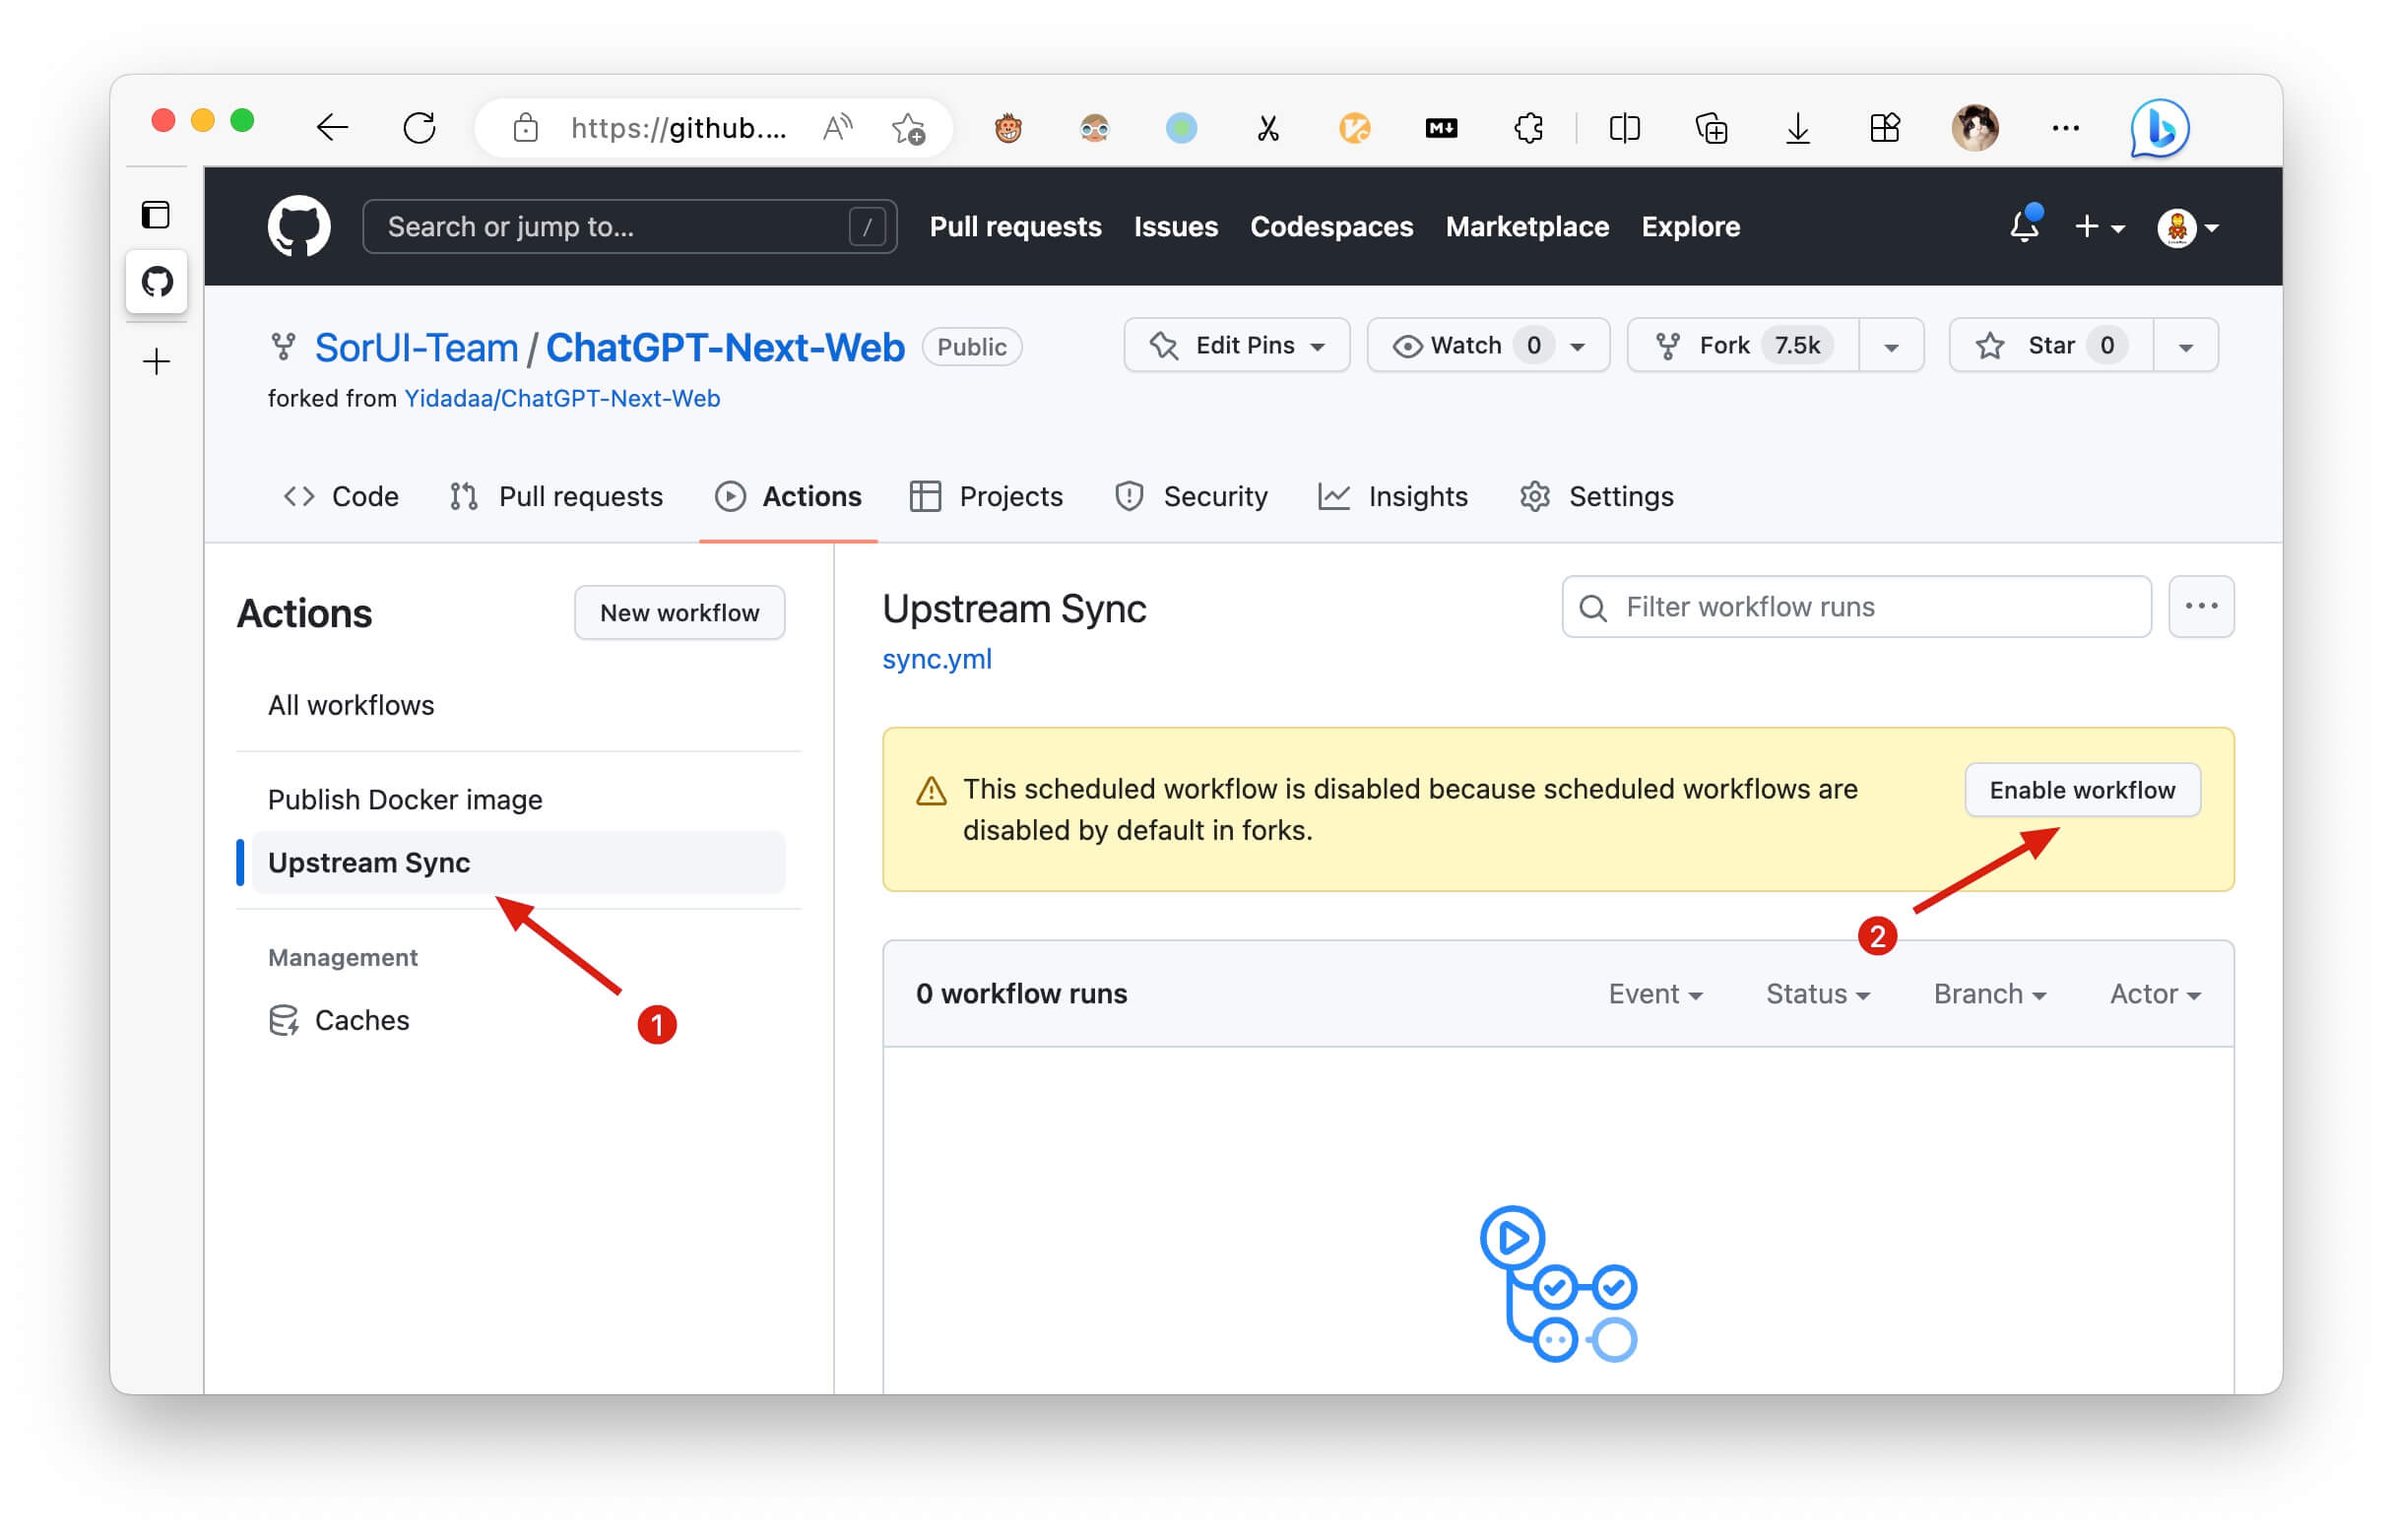 https://github....
Search or jump to...
/
Pull requests
Issues
Codespaces
Marketplace
Explore
SorUI-Team / ChatGPT-Next-Web
Public
Edit Pins
Watch 0
Fork 7.5k
Star 0
forked from Yidadaa/ChatGPT-Next-Web
Code
Pull requests
Actions
Projects
Security
Insights
Settings
Actions
New workflow
All workflows
Publish Docker image
Upstream Sync
1
Management
Caches
Upstream Sync
sync.yml
Filter workflow runs
This scheduled workflow is disabled because scheduled workflows are
disabled by default in forks.
Enable workflow
2
0 workflow runs
Event
Status
Branch
Actor